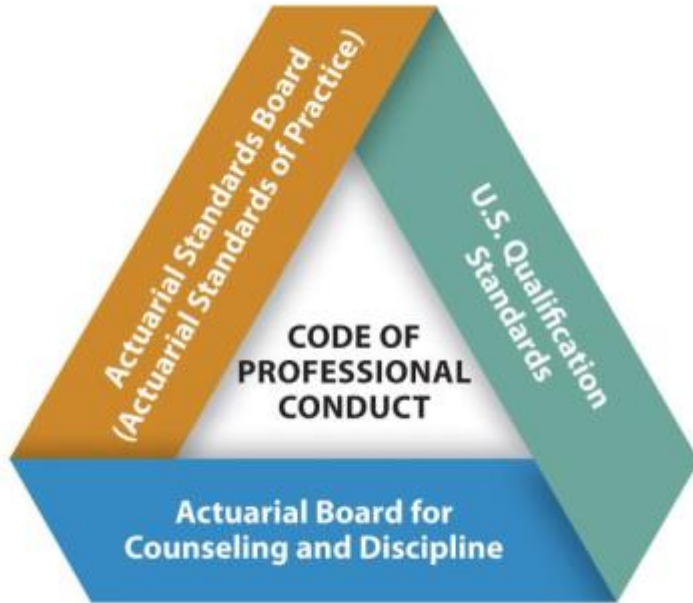 Actuarial Standards Board
(Actuarial Standards of Practice)
U.S. Qualification
Standards
CODE OF
PROFESSIONAL
CONDUCT
Actuarial Board for
Counseling and Discipline